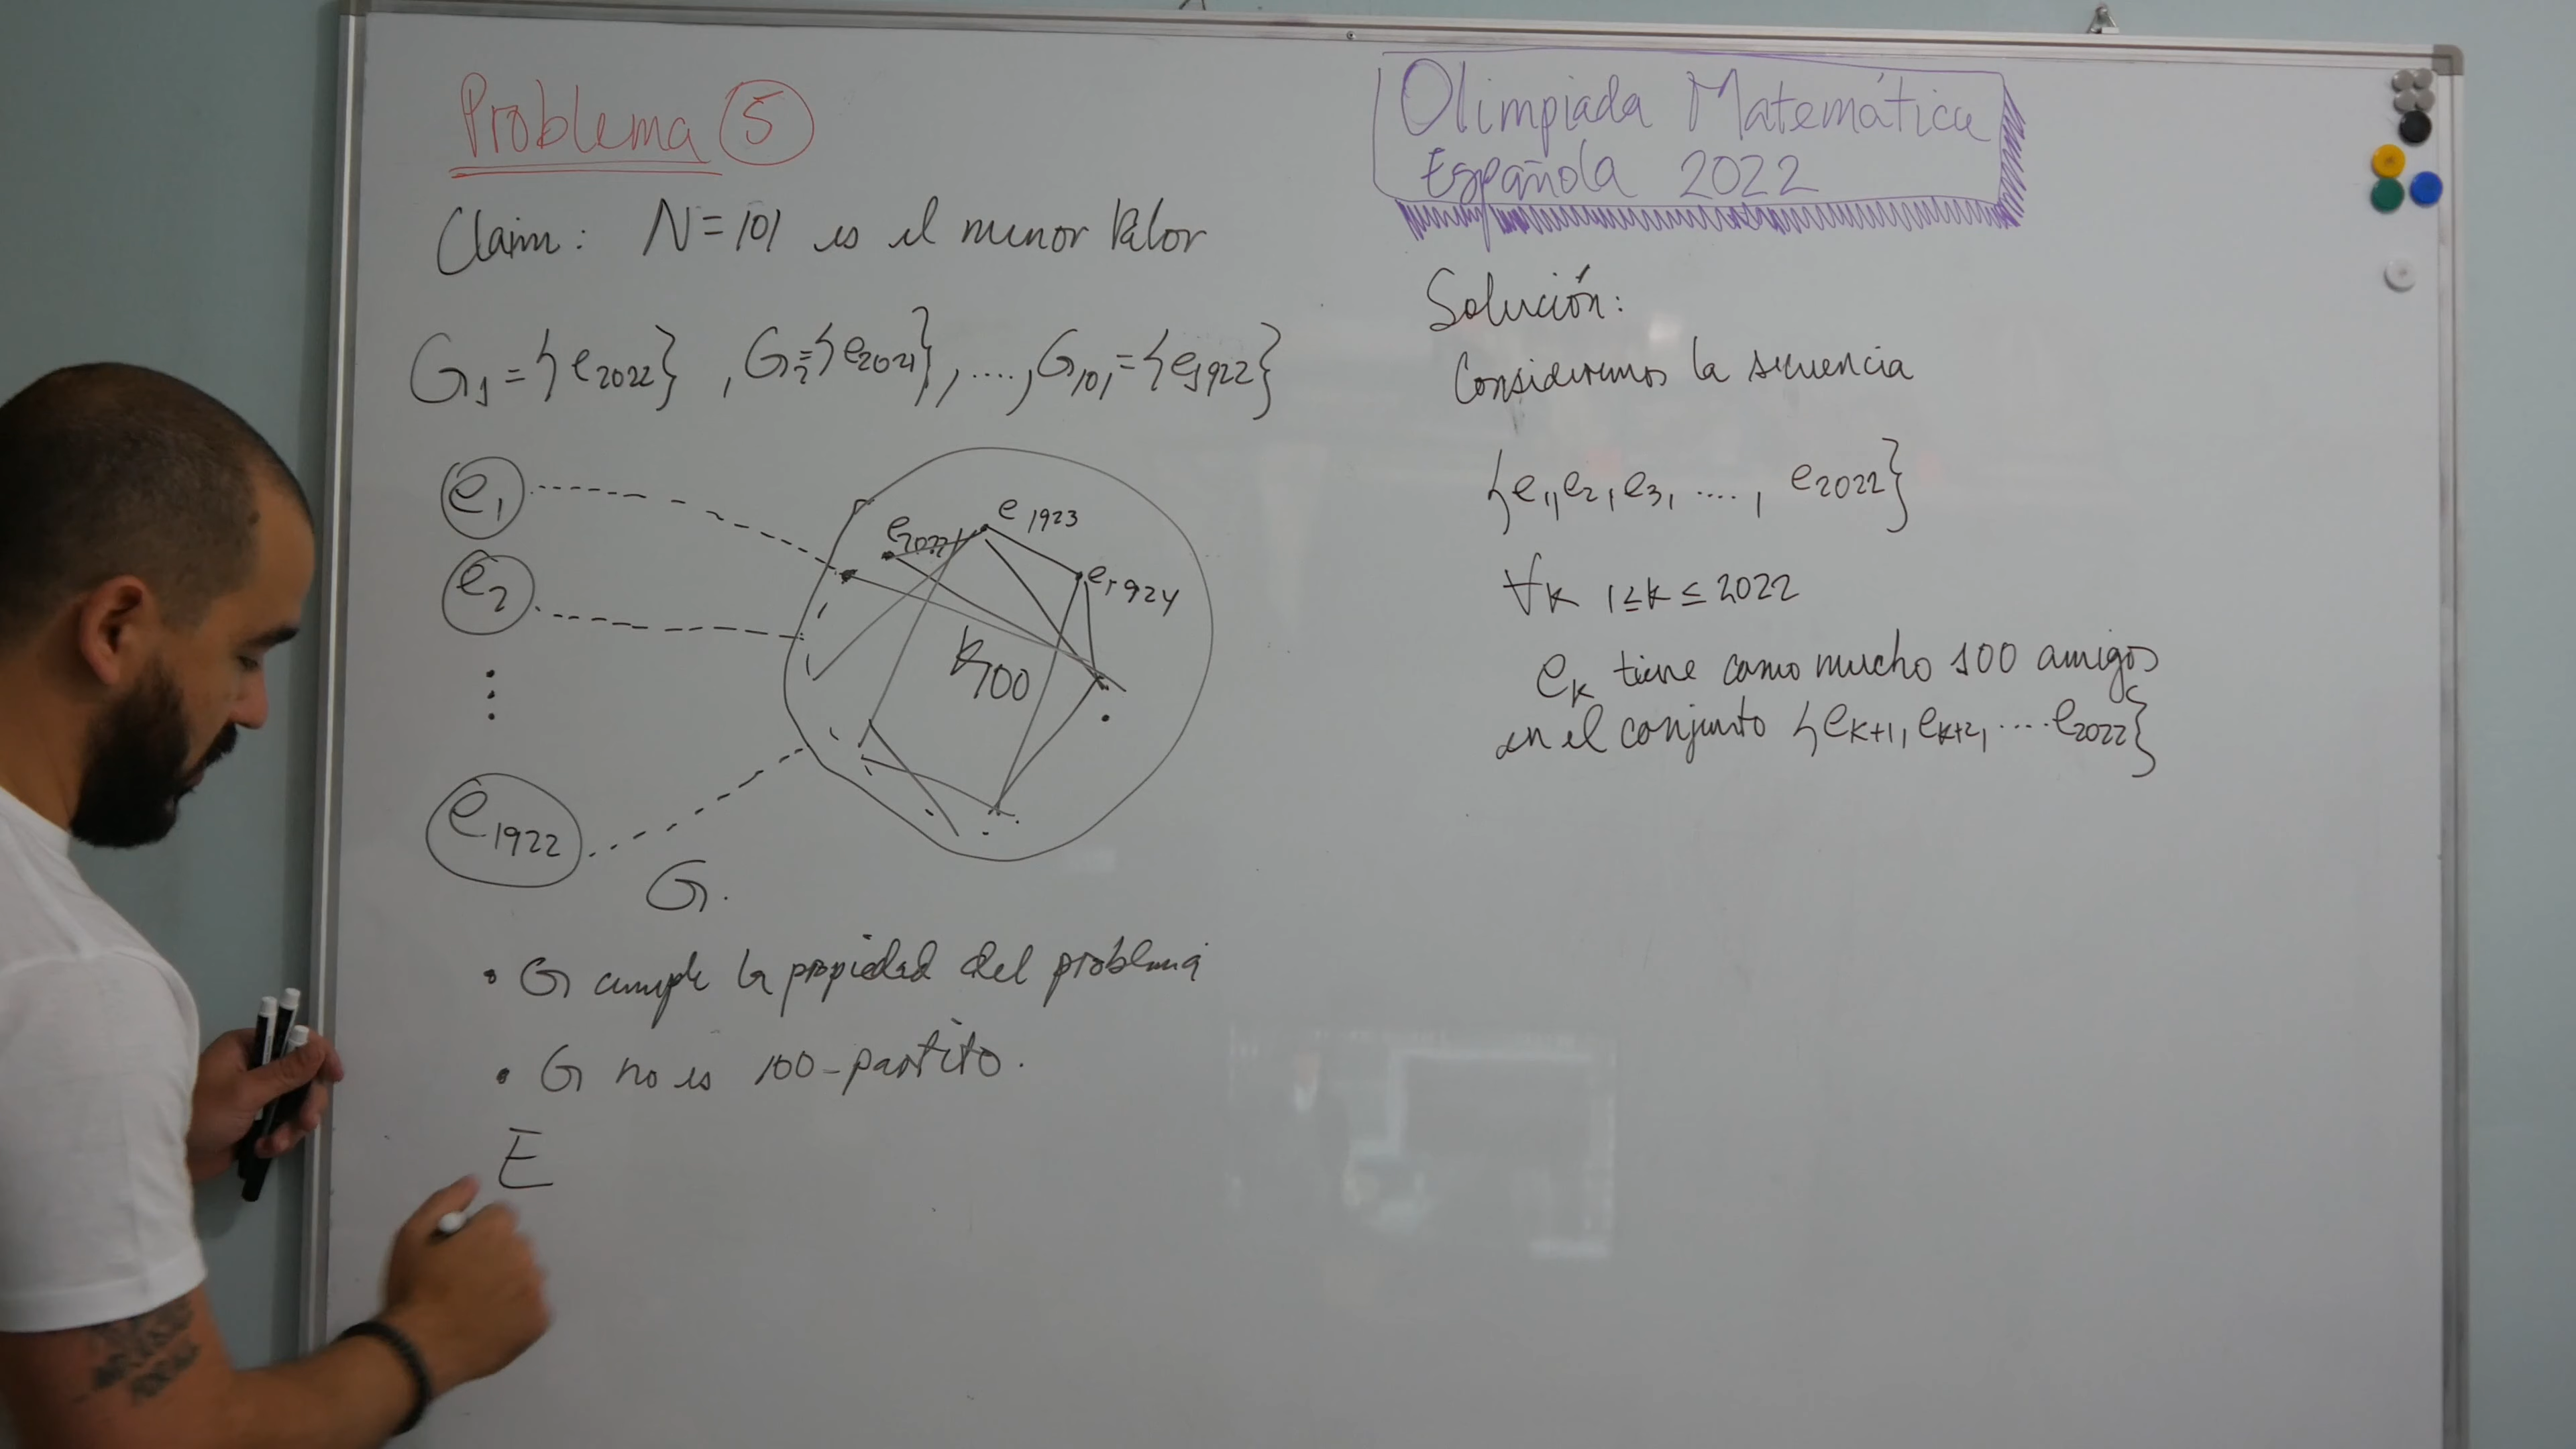 Problema 5
Claim: N=101 es el menor valor
G₁={e₂₀₂₂}, G₂={e₂₀₂₁}, ...., G₁₀₁={e₁₉₂₂}
e₁
e₂
⋮
e₁₉₂₂
e₂₀₂₂
e₁₉₂₃
e₁₉₂₄
K₁₀₀
G.
• G cumple la propiedad del problema
• G no es 100-partito.
E
Olimpiada Matemática
Española 2022
Solución:
Consideremos la secuencia
{e₁,e₂,e₃, ...., e₂₀₂₂}
∀k 1≤k≤2022
eₖ tiene como mucho 100 amigos
en el conjunto {eₖ₊₁, eₖ₊₂, .... e₂₀₂₂}